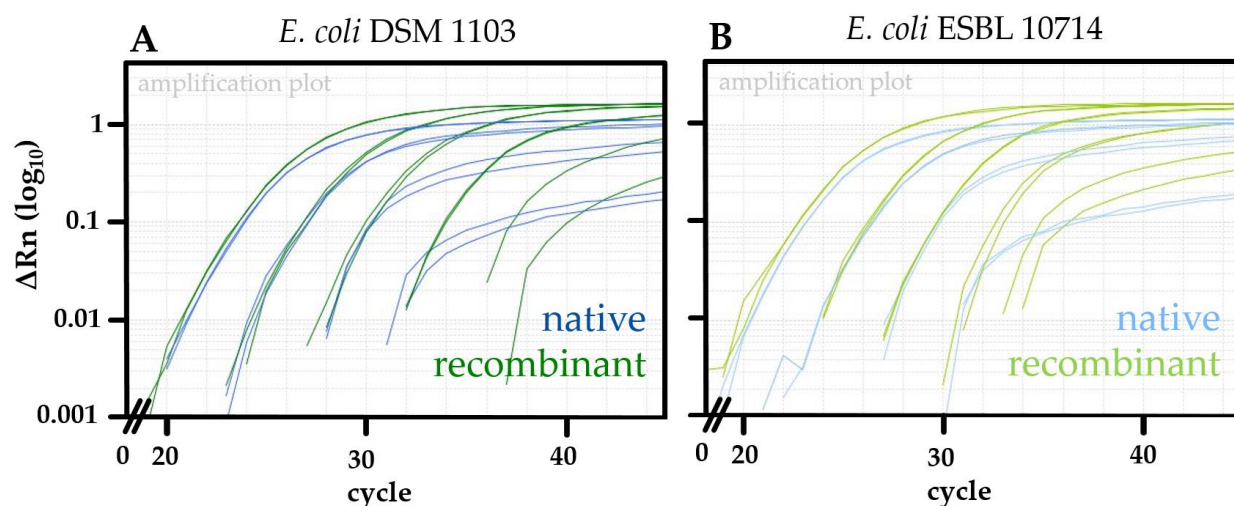 A
E. coli DSM 1103
amplification plot
ΔRn (log10)
1
0.1
0.01
0.001
native
recombinant
0 20 30 40
cycle
B
E. coli ESBL 10714
amplification plot
native
recombinant
0 20 30 40
cycle